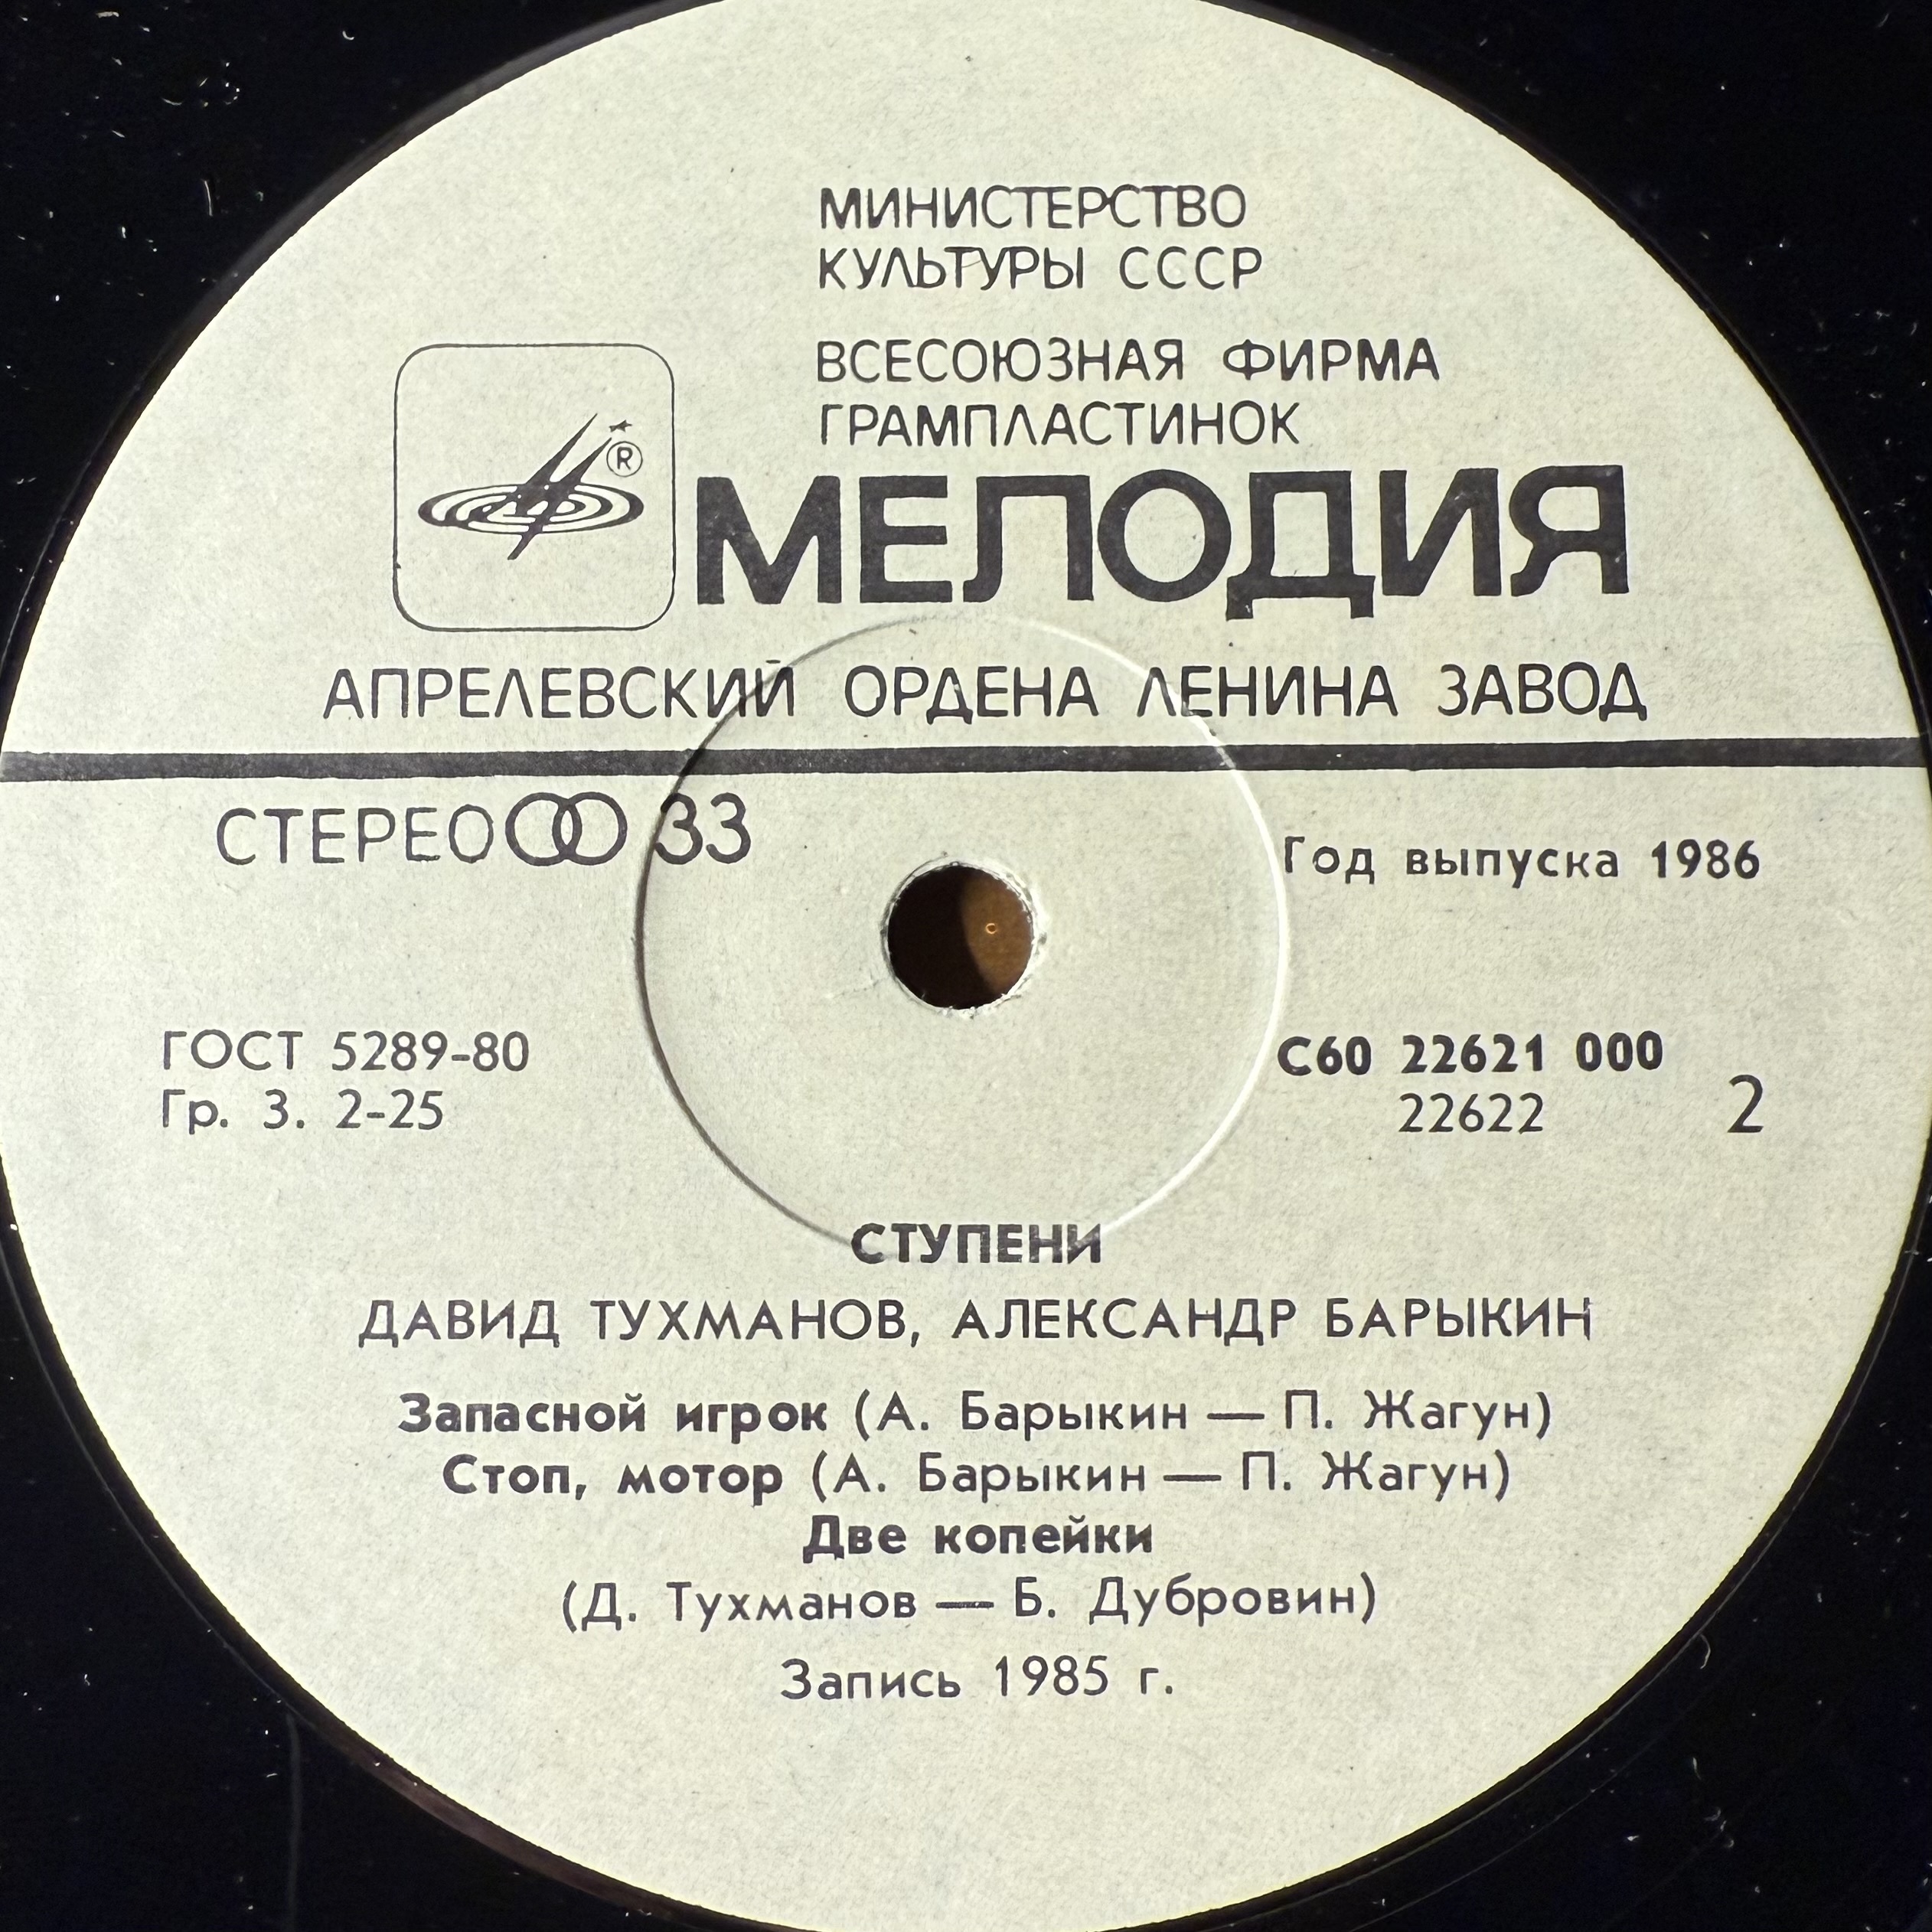 МИНИСТЕРСТВО
КУЛЬТУРЫ СССР
ВСЕСОЮЗНАЯ ФИРМА
ГРАМПЛАСТИНОК
®
МЕЛОДИЯ
АПРЕЛЕВСКИЙ ОРДЕНА ЛЕНИНА ЗАВОД
СТЕРЕО 33
Год выпуска 1986
ГОСТ 5289-80
Гр. 3. 2-25
С60 22621 000
22622 2
СТУПЕНИ
ДАВИД ТУХМАНОВ, АЛЕКСАНДР БАРЫКИН
Запасной игрок (А. Барыкин — П. Жагун)
Стоп, мотор (А. Барыкин — П. Жагун)
Две копейки
(Д. Тухманов — Б. Дубровин)
Запись 1985 г.